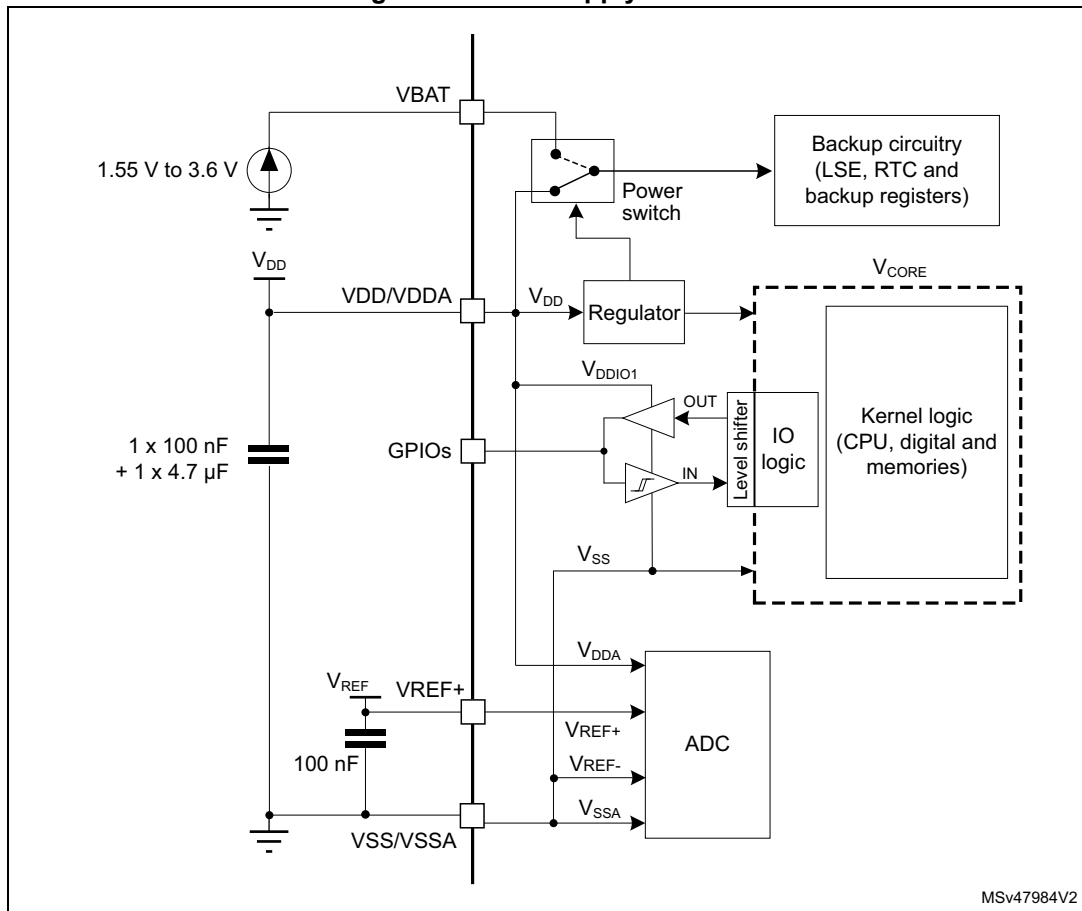 VBAT
1.55 V to 3.6 V
Power
switch
Backup circuitry
(LSE, RTC and
backup registers)
VDD
VDD/VDDA
VDD
Regulator
VCORE
VDDIO1
OUT
GPIOs
IN
Level shifter
IO
logic
Kernel logic
(CPU, digital and
memories)
1 x 100 nF
+ 1 x 4.7 µF
VSS
VDDA
VREF
VREF+
VREF+
100 nF
VREF-
ADC
VSSA
VSS/VSSA
MSv47984V2